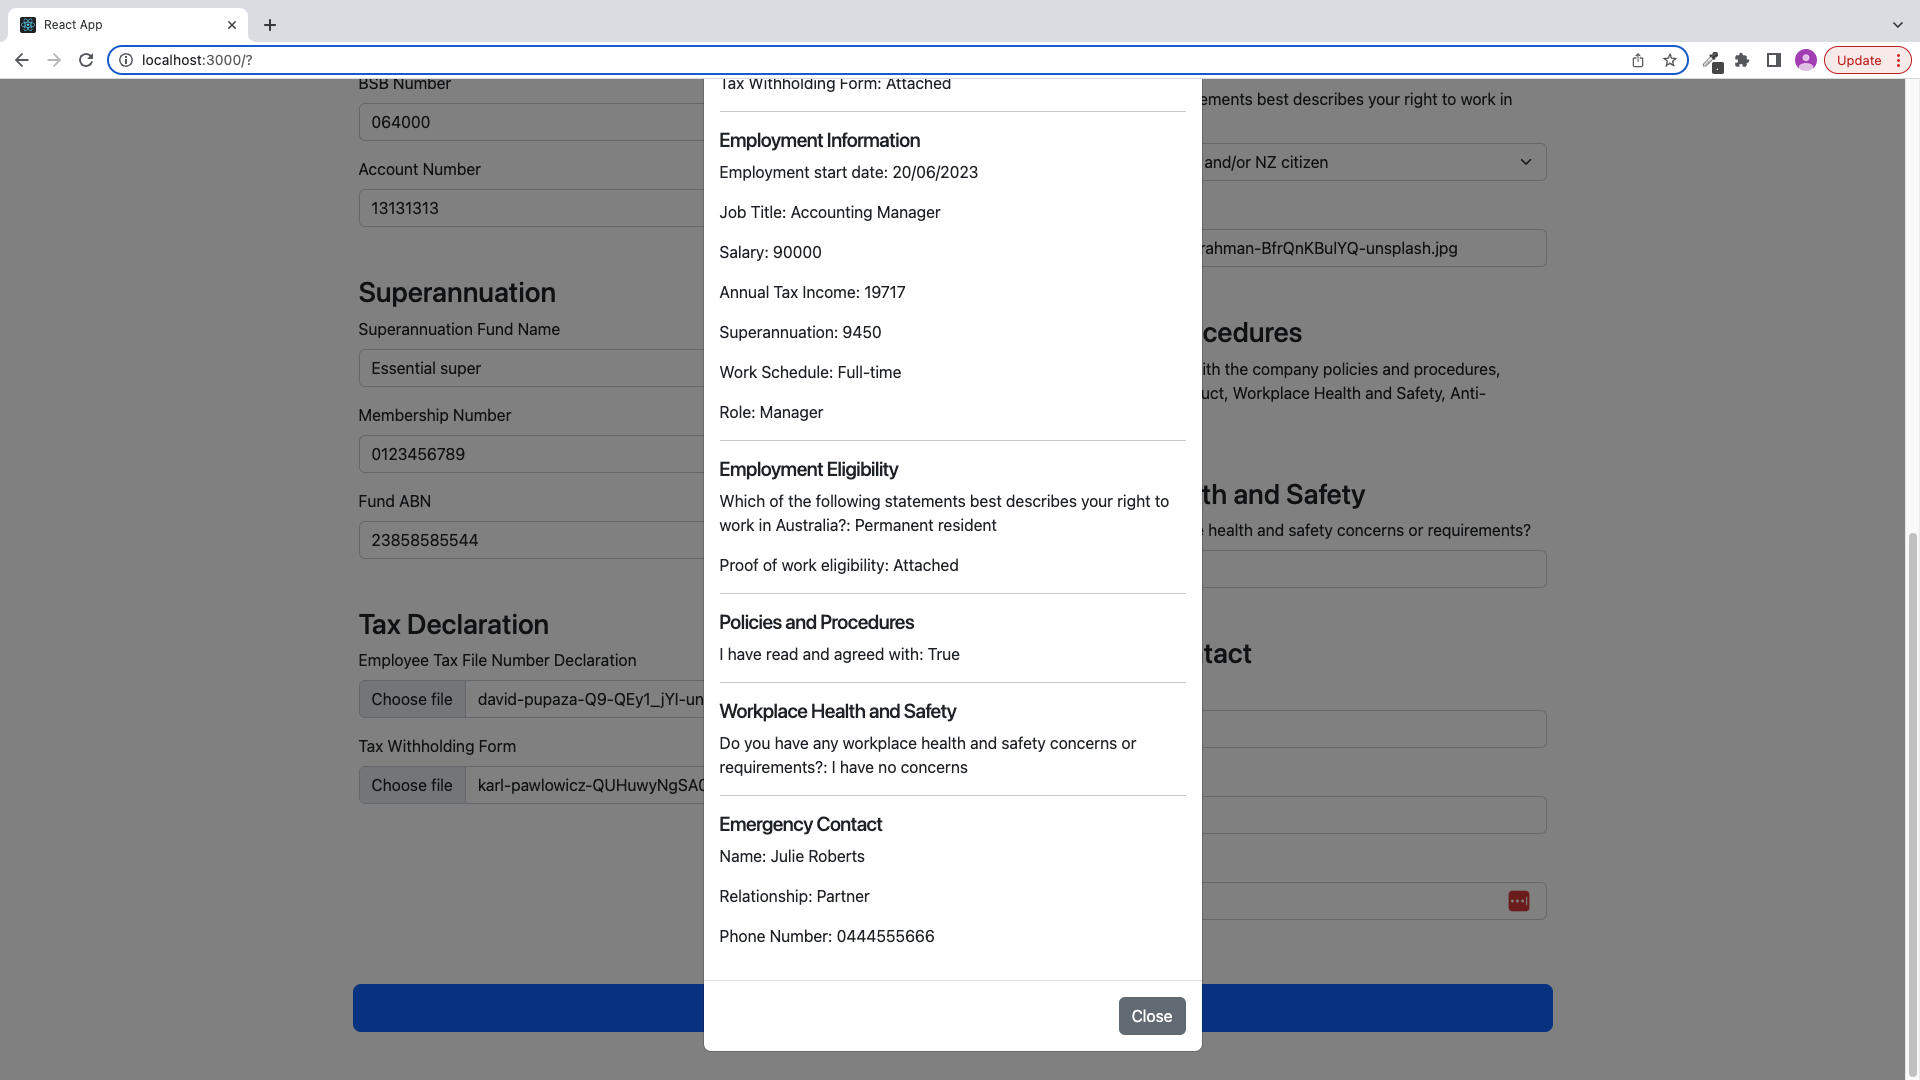 React App
localhost:3000/?
Update
BSB Number
064000
Account Number
13131313
Superannuation
Superannuation Fund Name
Essential super
Membership Number
0123456789
Fund ABN
23858585544
Tax Declaration
Employee Tax File Number Declaration
Choose file david-pupaza-Q9-QEy1_jYl-un
Tax Withholding Form
Choose file karl-pawlowicz-QUHuwyNgSA
Tax Withholding Form: Attached
Employment Information
Employment start date: 20/06/2023
Job Title: Accounting Manager
Salary: 90000
Annual Tax Income: 19717
Superannuation: 9450
Work Schedule: Full-time
Role: Manager
Employment Eligibility
Which of the following statements best describes your right to
work in Australia?: Permanent resident
Proof of work eligibility: Attached
Policies and Procedures
I have read and agreed with: True
Workplace Health and Safety
Do you have any workplace health and safety concerns or
requirements?: I have no concerns
Emergency Contact
Name: Julie Roberts
Relationship: Partner
Phone Number: 0444555666
Close
ements best describes your right to work in
and/or NZ citizen
rahman-BfrQnKBulYQ-unsplash.jpg
cedures
ith the company policies and procedures,
uct, Workplace Health and Safety, Anti-
th and Safety
health and safety concerns or requirements?
tact